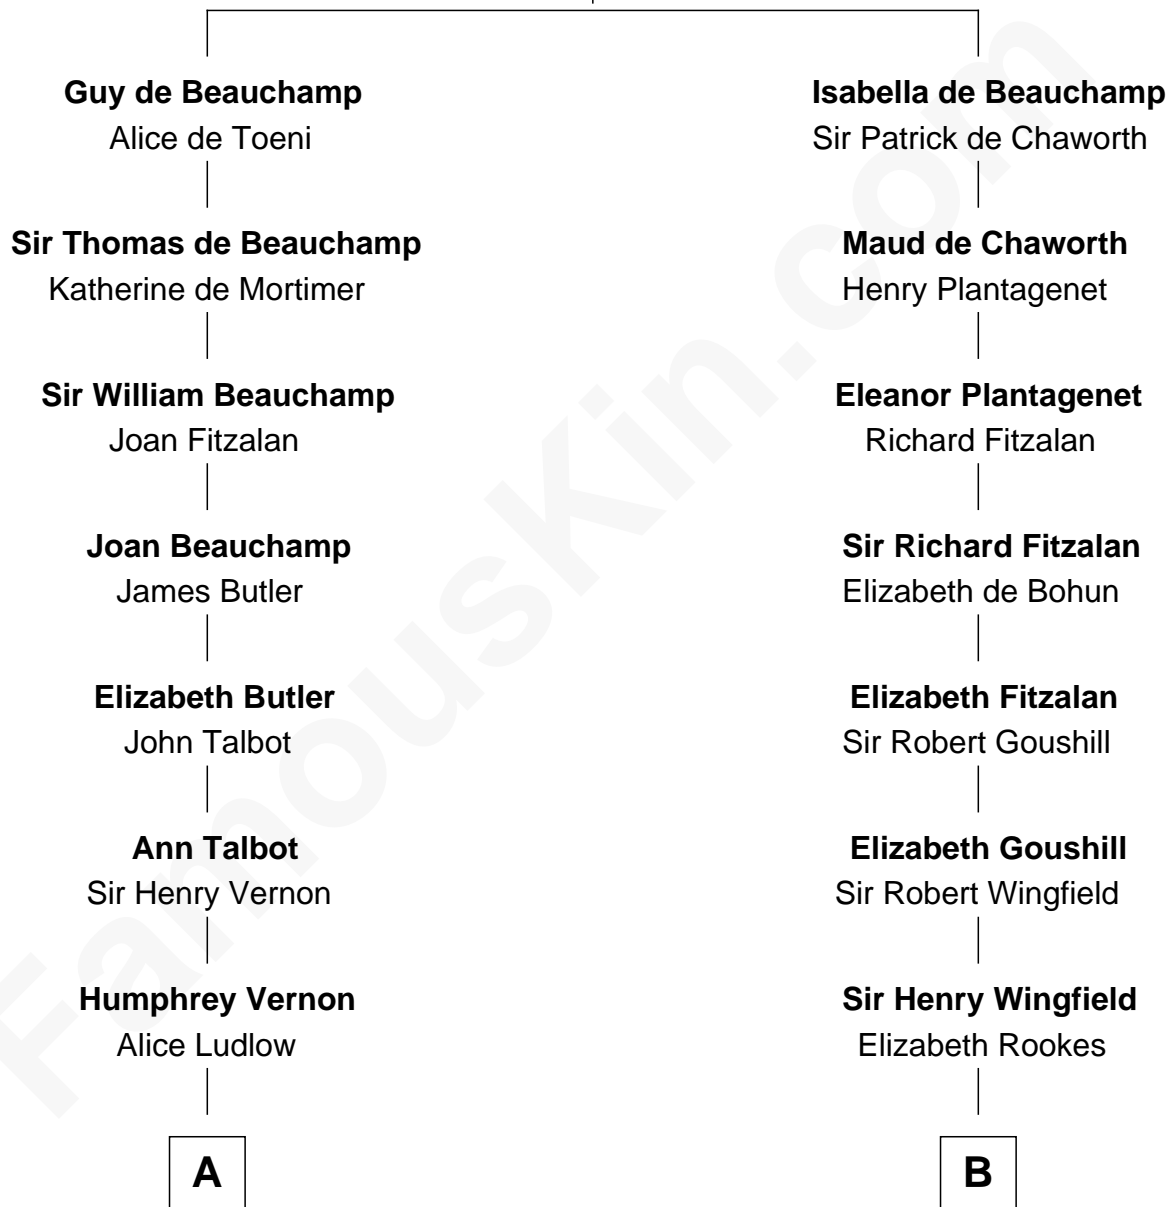 Guy de Beauchamp
Alice de Toeni
Sir Thomas de Beauchamp
Katherine de Mortimer
Sir William Beauchamp
Joan Fitzalan
Joan Beauchamp
James Butler
Elizabeth Butler
John Talbot
Ann Talbot
Sir Henry Vernon
Humphrey Vernon
Alice Ludlow
A
Isabella de Beauchamp
Sir Patrick de Chaworth
Maud de Chaworth
Henry Plantagenet
Eleanor Plantagenet
Richard Fitzalan
Sir Richard Fitzalan
Elizabeth de Bohun
Elizabeth Fitzalan
Sir Robert Goushill
Elizabeth Goushill
Sir Robert Wingfield
Sir Henry Wingfield
Elizabeth Rookes
B
FamousKin.com